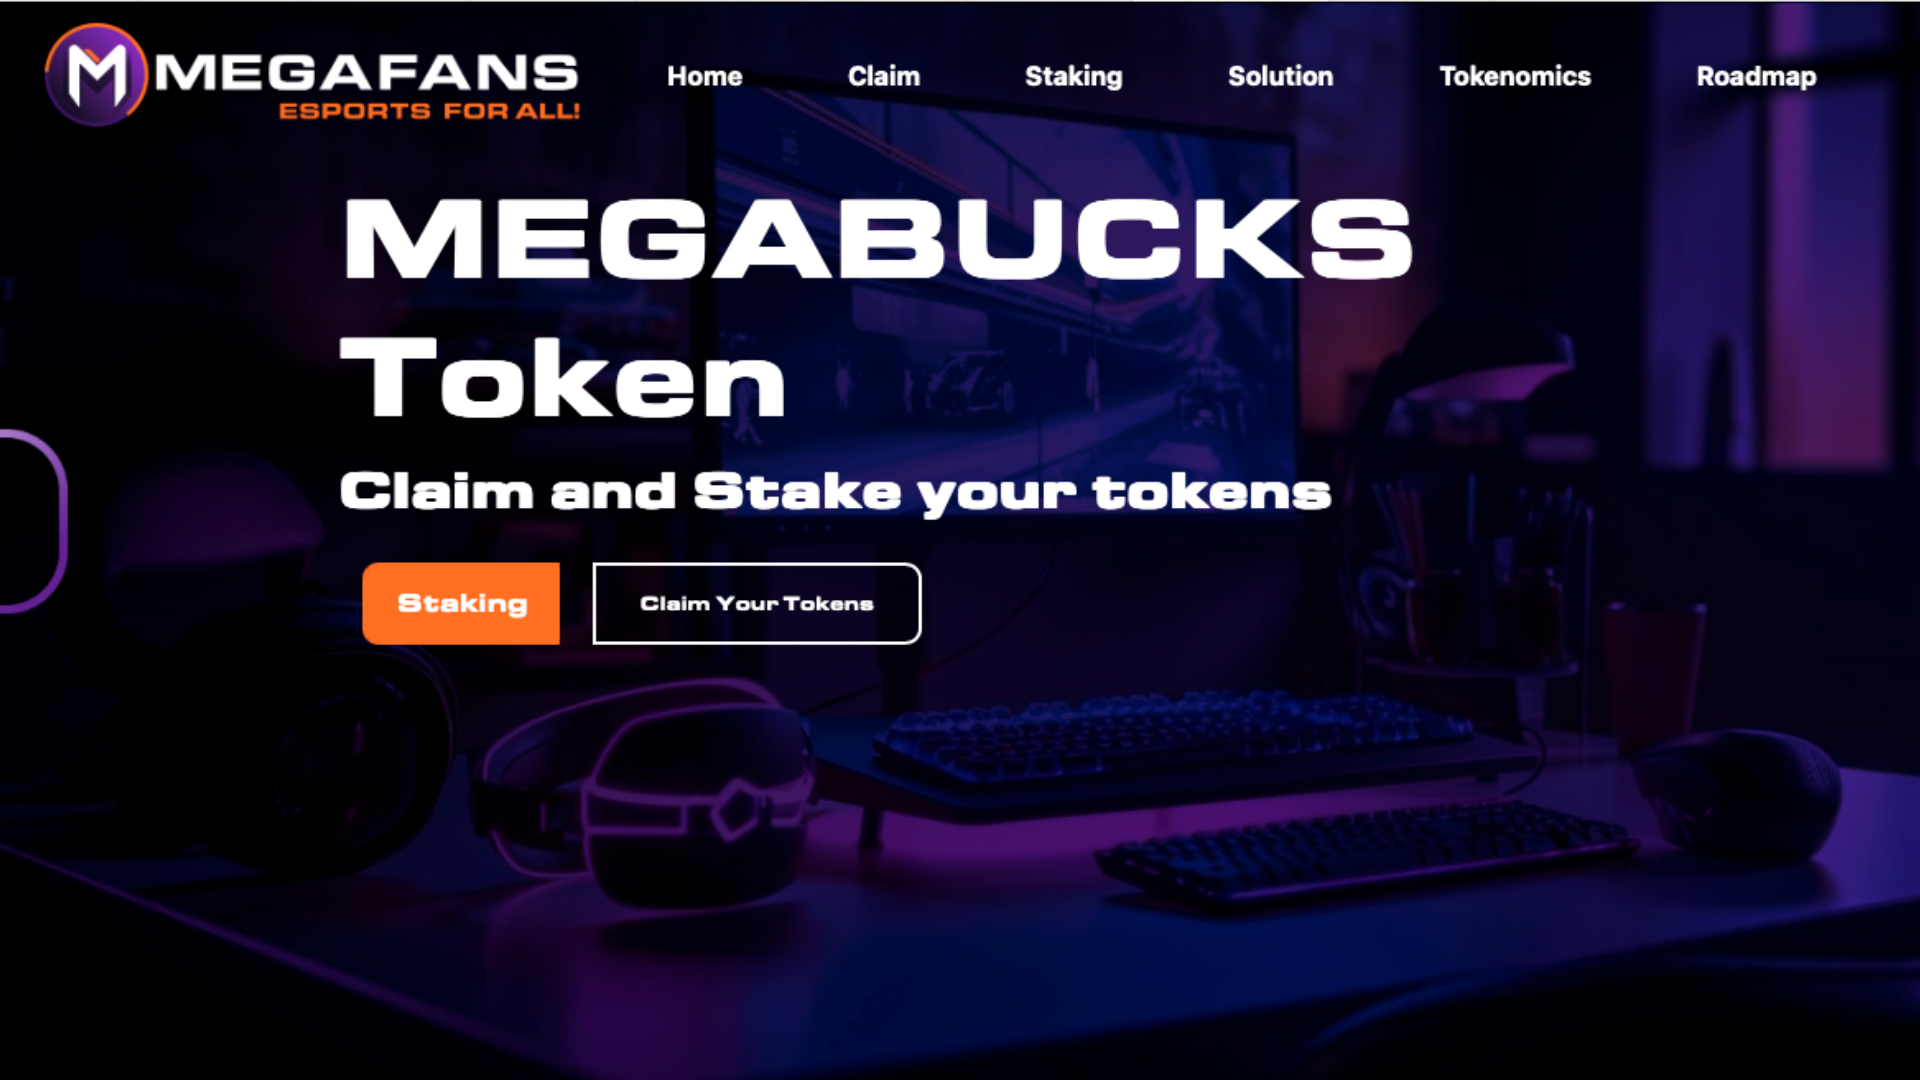 MEGAFANS
ESPORTS FOR ALL!
Home Claim Staking Solution Tokenomics Roadmap
MEGABUCKS
Token
Claim and Stake your tokens
Staking Claim Your Tokens